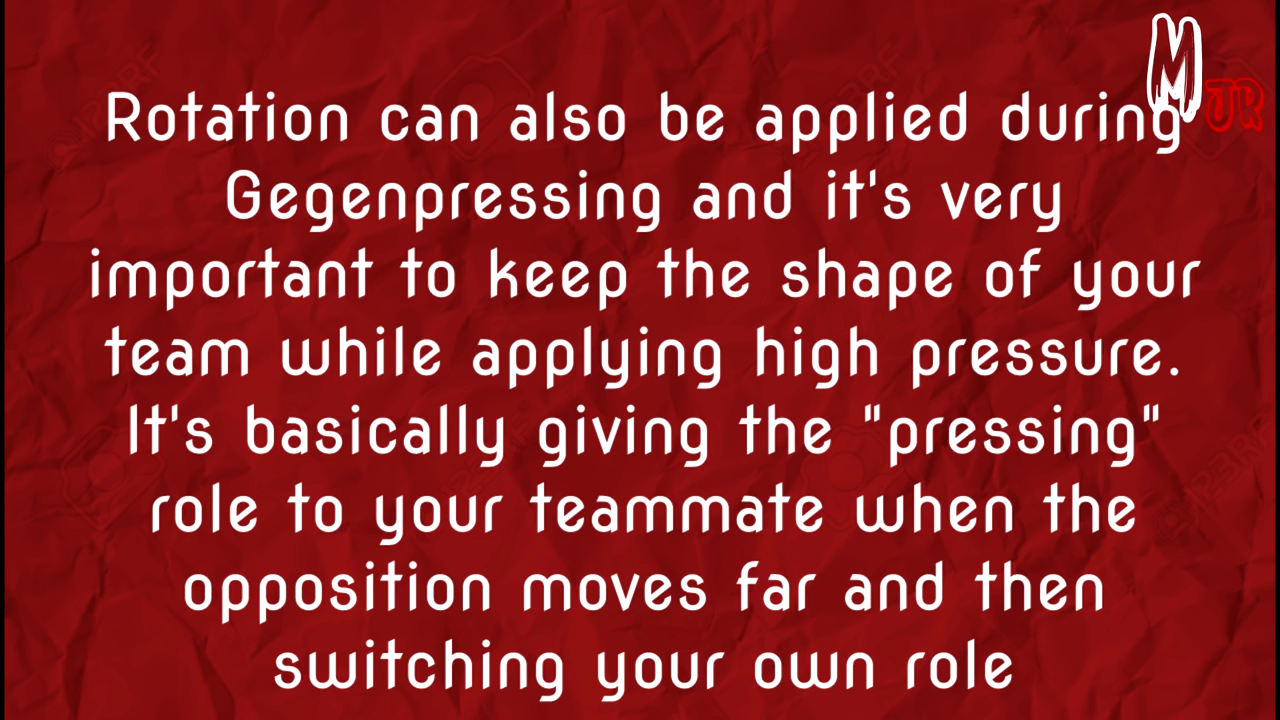 M
JR
Rotation can also be applied during
Gegenpressing and it's very
important to keep the shape of your
team while applying high pressure.
It's basically giving the "pressing"
role to your teammate when the
opposition moves far and then
switching your own role